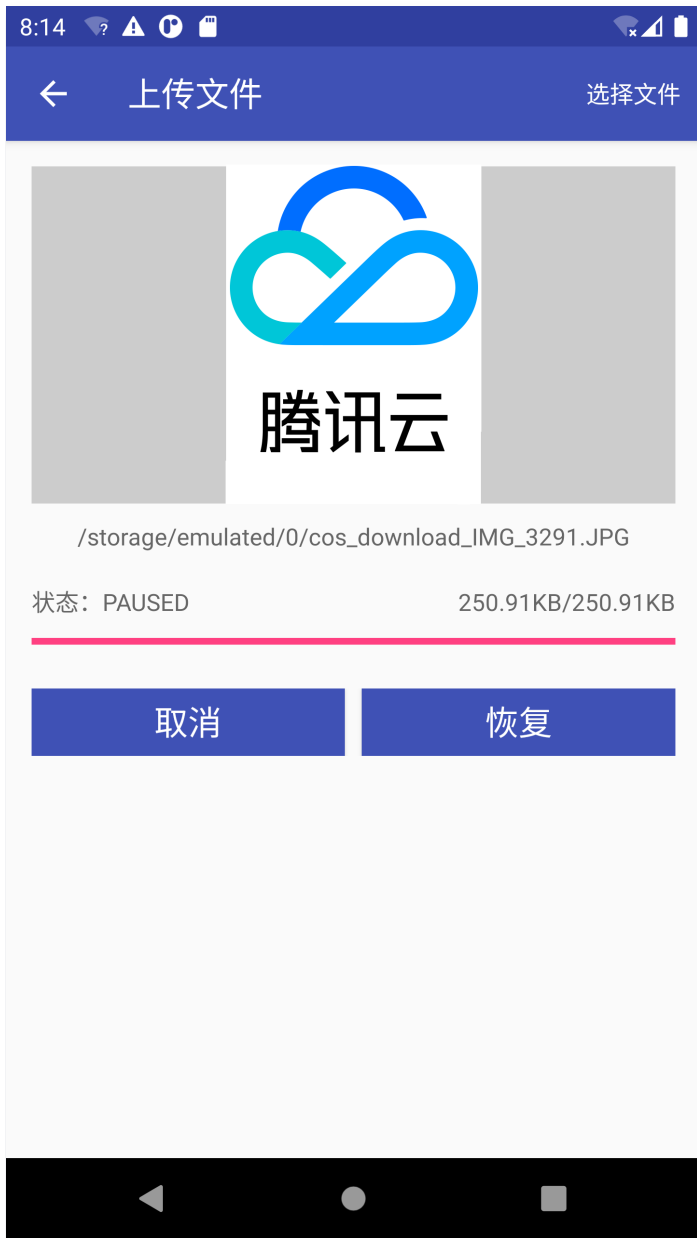 8:14
上传文件 选择文件
腾讯云
/storage/emulated/0/cos_download_IMG_3291.JPG
状态：PAUSED 250.91KB/250.91KB
取消 恢复